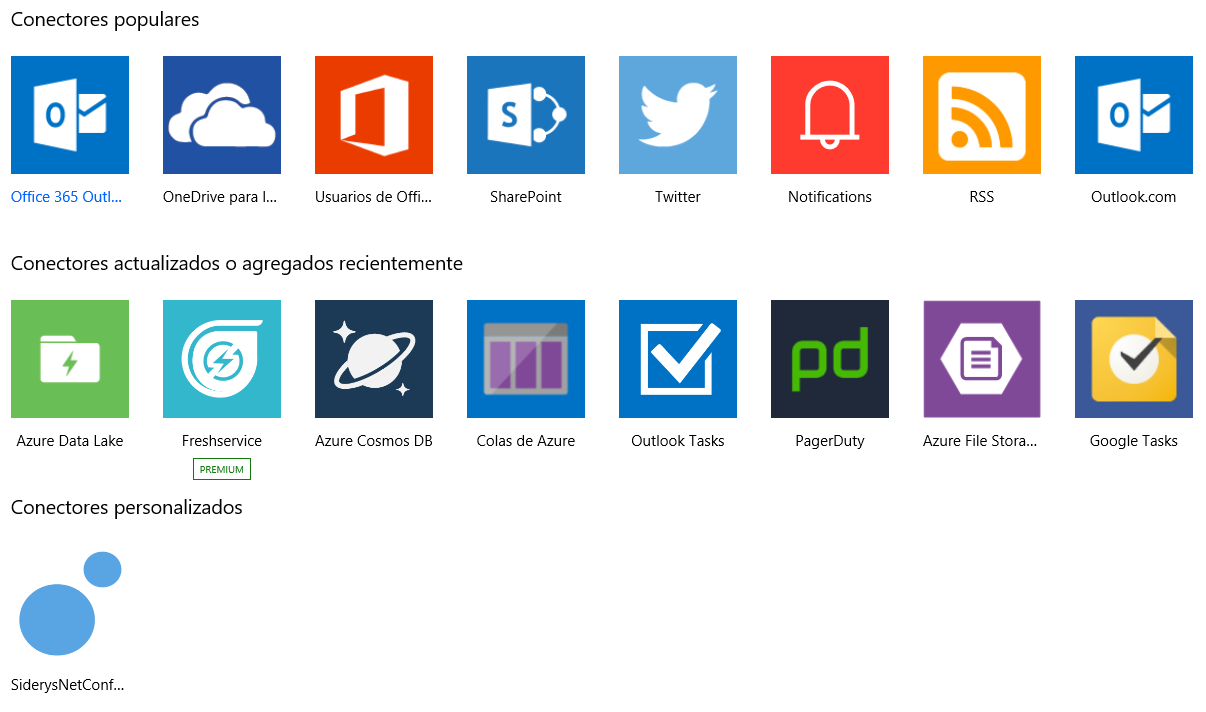 Conectores populares
Office 365 Outl...
OneDrive para l...
Usuarios de Offi...
SharePoint
Twitter
Notifications
RSS
Outlook.com
Conectores actualizados o agregados recientemente
Azure Data Lake
Freshservice
Azure Cosmos DB
Colas de Azure
Outlook Tasks
PagerDuty
Azure File Stora...
Google Tasks
PREMIUM
Conectores personalizados
SiderysNetConf...